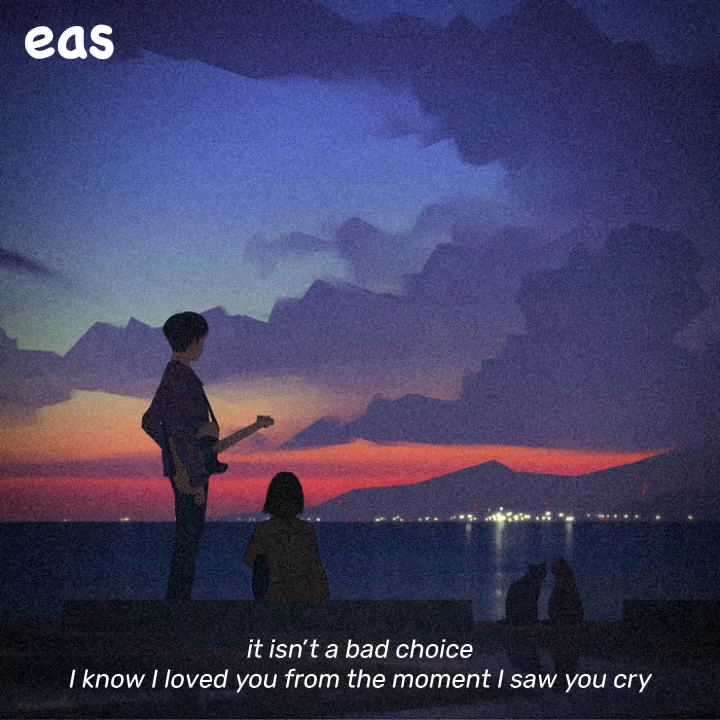 eas
it isn't a bad choice
I know I loved you from the moment I saw you cry